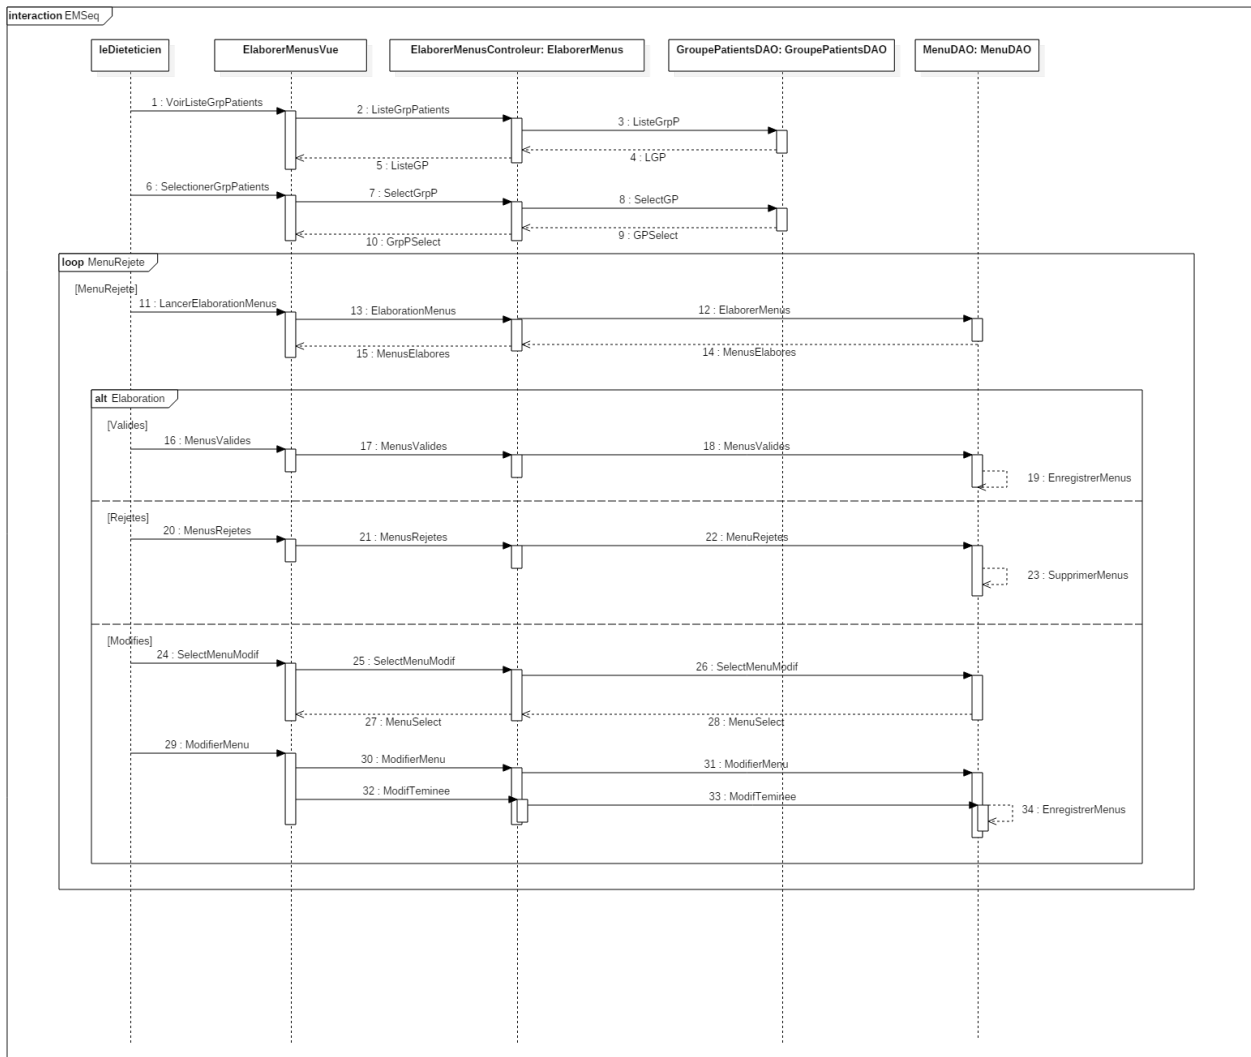 interaction EMSeq
leDieteticien
ElaborerMenusVue
ElaborerMenusControleur: ElaborerMenus
GroupePatientsDAO: GroupePatientsDAO
MenuDAO: MenuDAO
1 : VoirListeGrpPatients
2 : ListeGrpPatients
3 : ListeGrpP
4 : LGP
5 : ListeGP
6 : SelectionerGrpPatients
7 : SelectGrpP
8 : SelectGP
9 : GPSelect
10 : GrpPSelect
loop MenuRejete
[MenuRejete]
11 : LancerElaborationMenus
13 : ElaborationMenus
12 : ElaborerMenus
15 : MenusElabores
14 : MenusElabores
alt Elaboration
[Valides]
16 : MenusValides
17 : MenusValides
18 : MenusValides
19 : EnregistrerMenus
[Rejetes]
20 : MenusRejetes
21 : MenusRejetes
22 : MenuRejetes
23 : SupprimerMenus
[Modifies]
24 : SelectMenuModif
25 : SelectMenuModif
26 : SelectMenuModif
27 : MenuSelect
28 : MenuSelect
29 : ModifierMenu
30 : ModifierMenu
31 : ModifierMenu
32 : ModifTeminee
33 : ModifTeminee
34 : EnregistrerMenus